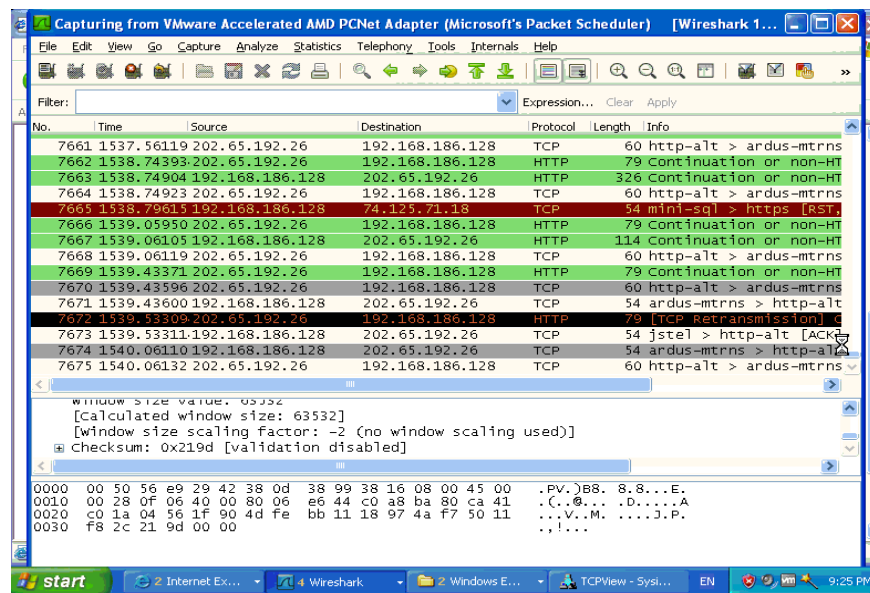 Capturing from VMware Accelerated AMD PCNet Adapter (Microsoft's Packet Scheduler) [Wireshark 1...
File Edit View Go Capture Analyze Statistics Telephony Tools Internals Help
Filter: Expression... Clear Apply
No. Time Source Destination Protocol Length Info
7661 1537.56119 202.65.192.26 192.168.186.128 TCP 60 http-alt > ardus-mtrns
7662 1538.74393 202.65.192.26 192.168.186.128 HTTP 79 Continuation or non-HT
7663 1538.74904 192.168.186.128 202.65.192.26 HTTP 326 Continuation or non-HT
7664 1538.74923 202.65.192.26 192.168.186.128 TCP 60 http-alt > ardus-mtrns
7665 1538.79615 192.168.186.128 74.125.71.18 TCP 54 mini-sql > https [RST,
7666 1539.05950 202.65.192.26 192.168.186.128 HTTP 79 Continuation or non-HT
7667 1539.06105 192.168.186.128 202.65.192.26 HTTP 114 Continuation or non-HT
7668 1539.06119 202.65.192.26 192.168.186.128 TCP 60 http-alt > ardus-mtrns
7669 1539.43371 202.65.192.26 192.168.186.128 HTTP 79 Continuation or non-HT
7670 1539.43596 202.65.192.26 192.168.186.128 TCP 60 http-alt > ardus-mtrns
7671 1539.43600 192.168.186.128 202.65.192.26 TCP 54 ardus-mtrns > http-alt
7672 1539.53309 202.65.192.26 192.168.186.128 HTTP 79 [TCP Retransmission] C
7673 1539.53311 192.168.186.128 202.65.192.26 TCP 54 jstel > http-alt [ACK]
7674 1540.06110 192.168.186.128 202.65.192.26 TCP 54 ardus-mtrns > http-al
7675 1540.06132 202.65.192.26 192.168.186.128 TCP 60 http-alt > ardus-mtrns
Window size value: 63532
[Calculated window size: 63532]
[Window size scaling factor: -2 (no window scaling used)]
Checksum: 0x219d [validation disabled]
0000 00 50 56 e9 29 42 38 0d 38 99 38 16 08 00 45 00 .PV.)B8. 8.8...E.
0010 00 28 0f 06 40 00 80 06 e6 44 c0 a8 ba 80 ca 41 .(..@... .D.....A
0020 c0 1a 04 56 1f 90 4d fe bb 11 18 97 4a f7 50 11 ...V..M. ....J.P.
0030 f8 2c 21 9d 00 00 .,!...
start 2 Internet Ex... 4 Wireshark 2 Windows E... TCPView - Sysi... EN 9:25 PM